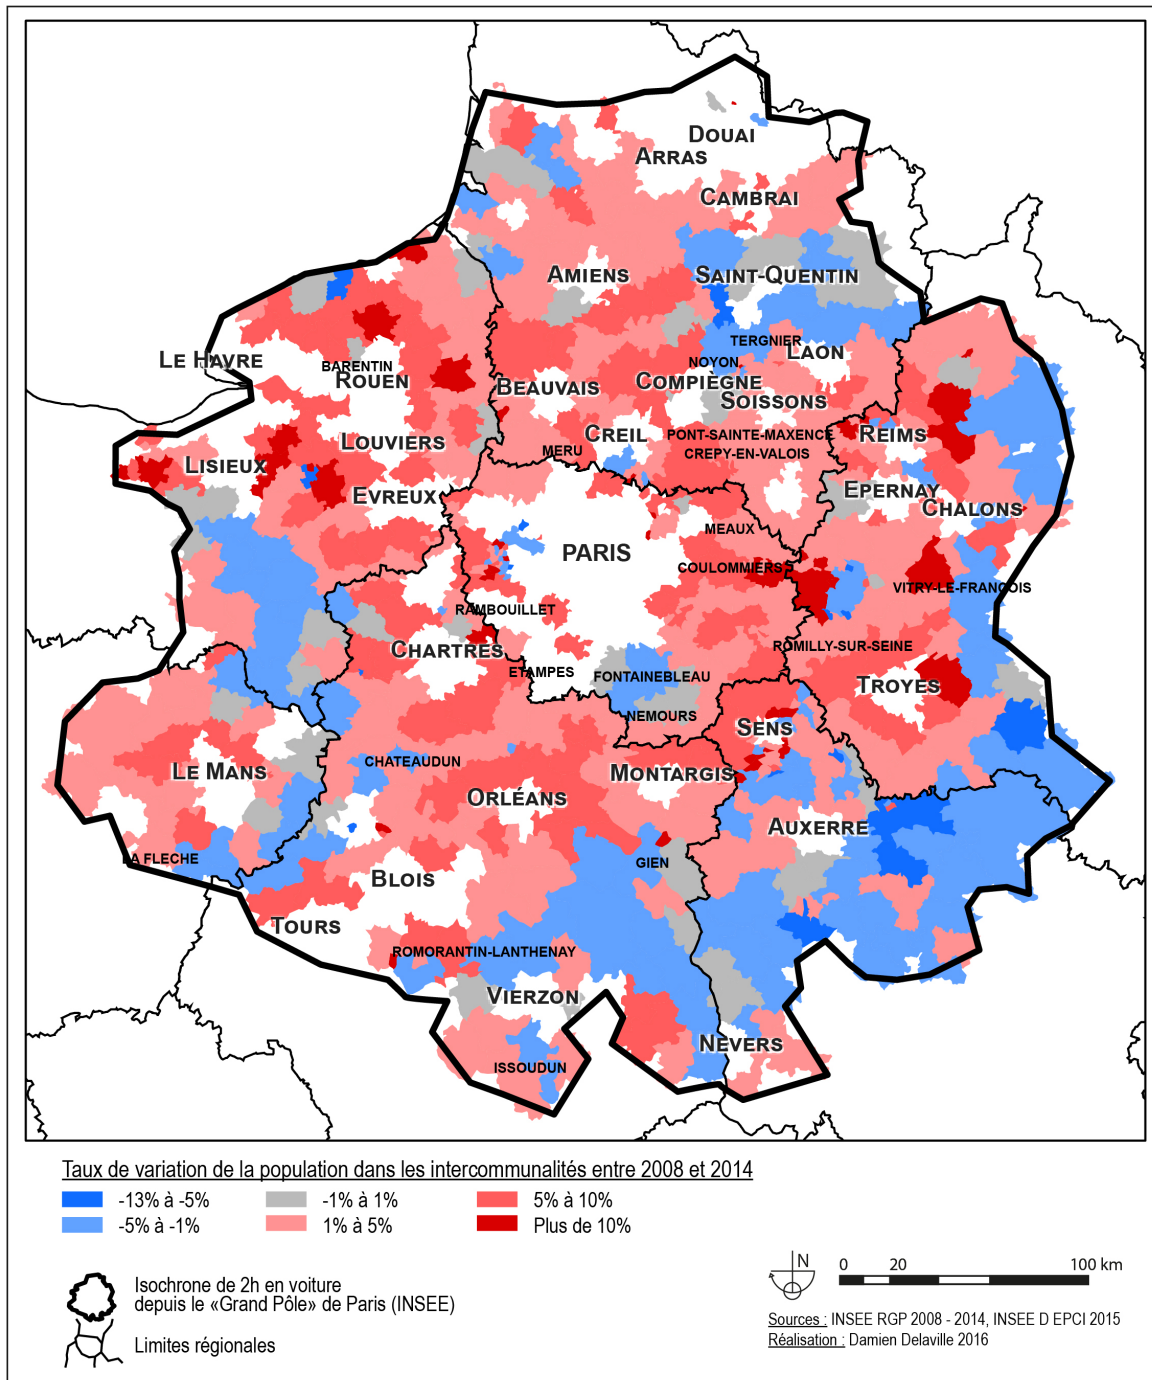 DOUAI
ARRAS
CAMBRAI
AMIENS
SAINT-QUENTIN
TERGNIER
LAON
NOYON
LE HAVRE
BARENTIN
ROUEN
BEAUVAIS
COMPIÈGNE
SOISSONS
LOUVIERS
CREIL
PONT-SAINTE-MAXENCE
REIMS
MERU
CREPY-EN-VALOIS
LISIEUX
EVREUX
EPERNAY
CHALONS
MEAUX
PARIS
COULOMMIERS
VITRY-LE-FRANCOIS
RAMBOUILLET
CHARTRES
ROMILLY-SUR-SEINE
ETAMPES
FONTAINEBLEAU
TROYES
NEMOURS
SENS
CHATEAUDUN
LE MANS
MONTARGIS
ORLÉANS
AUXERRE
LA FLECHE
GIEN
BLOIS
TOURS
ROMORANTIN-LANTHENAY
VIERZON
NEVERS
ISSOUDUN
Taux de variation de la population dans les intercommunalités entre 2008 et 2014
-13% à -5%
-1% à 1%
5% à 10%
-5% à -1%
1% à 5%
Plus de 10%
Isochrone de 2h en voiture
depuis le «Grand Pôle» de Paris (INSEE)
Limites régionales
N
0 20 100 km
Sources : INSEE RGP 2008 - 2014, INSEE D EPCI 2015
Réalisation : Damien Delaville 2016